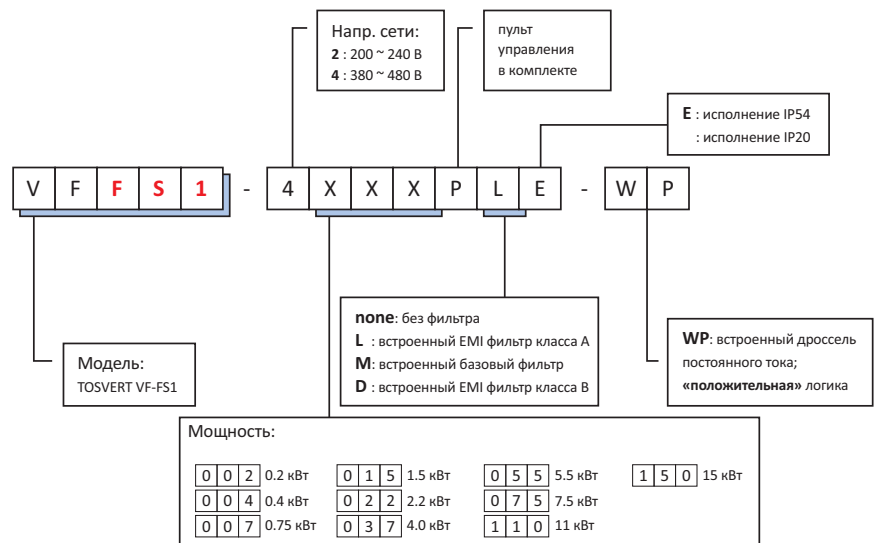 Напр. сети:
2 : 200 ~ 240 В
4 : 380 ~ 480 В
пульт
управления
в комплекте
E : исполнение IP54
: исполнение IP20
V F F S 1 - 4 X X X P L E - W P
none: без фильтра
L : встроенный EMI фильтр класса A
M: встроенный базовый фильтр
D : встроенный EMI фильтр класса B
WP: встроенный дроссель
постоянного тока;
«положительная» логика
Модель:
TOSVERT VF-FS1
Мощность:
0 0 2 0.2 кВт 0 1 5 1.5 кВт 0 5 5 5.5 кВт 1 5 0 15 кВт
0 0 4 0.4 кВт 0 2 2 2.2 кВт 0 7 5 7.5 кВт
0 0 7 0.75 кВт 0 3 7 4.0 кВт 1 1 0 11 кВт